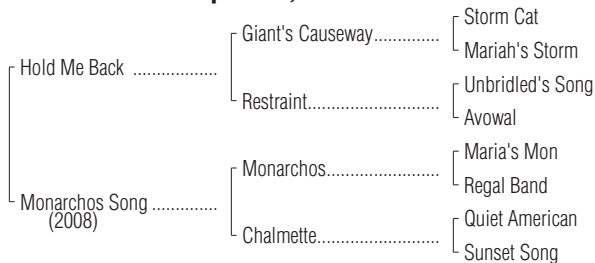 Storm Cat
Giant's Causeway...............
Mariah's Storm
Hold Me Back ..................
Unbridled's Song
Restraint............................
Avowal
Maria's Mon
Monarchos........................
Regal Band
Monarchos Song ..............
(2008)
Quiet American
Chalmette..........................
Sunset Song